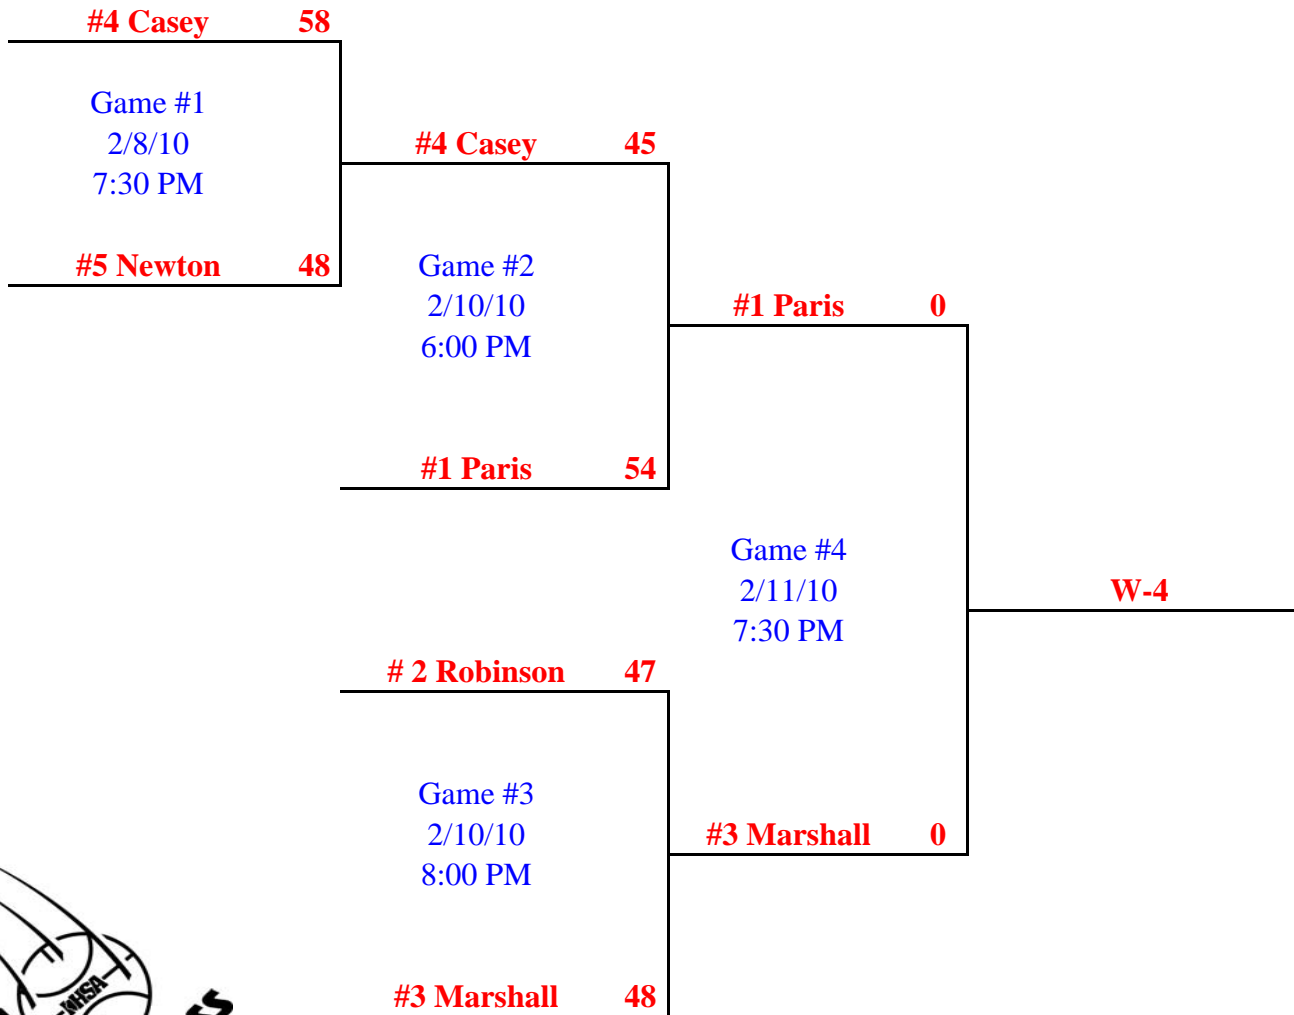 #4 Casey 58
Game #1
2/8/10
7:30 PM
#5 Newton 48
#4 Casey 45
Game #2
2/10/10
6:00 PM
#1 Paris 54
#1 Paris 0
Game #4
2/11/10
7:30 PM
W-4
# 2 Robinson 47
Game #3
2/10/10
8:00 PM
#3 Marshall 48
#3 Marshall 0